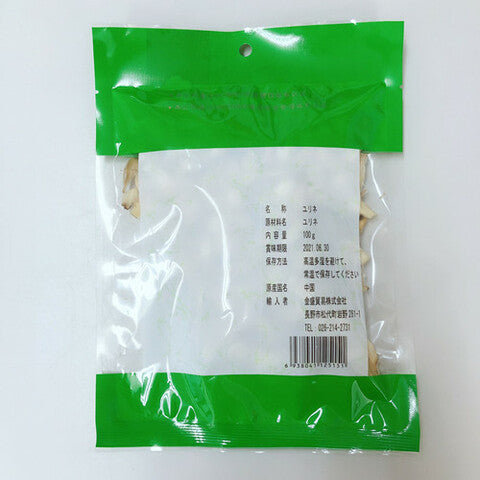 名 称 ユリネ
原材料名 ユリネ
内 容 量 100g
賞味期限 2021.06.30
保存方法 高温多湿を避けて、
常温で保存してください
原産国名 中国
輸 入 者 金盛貿易株式会社
長野市松代町岩野251-1
TEL: 026-214-2731
6 938041 125151